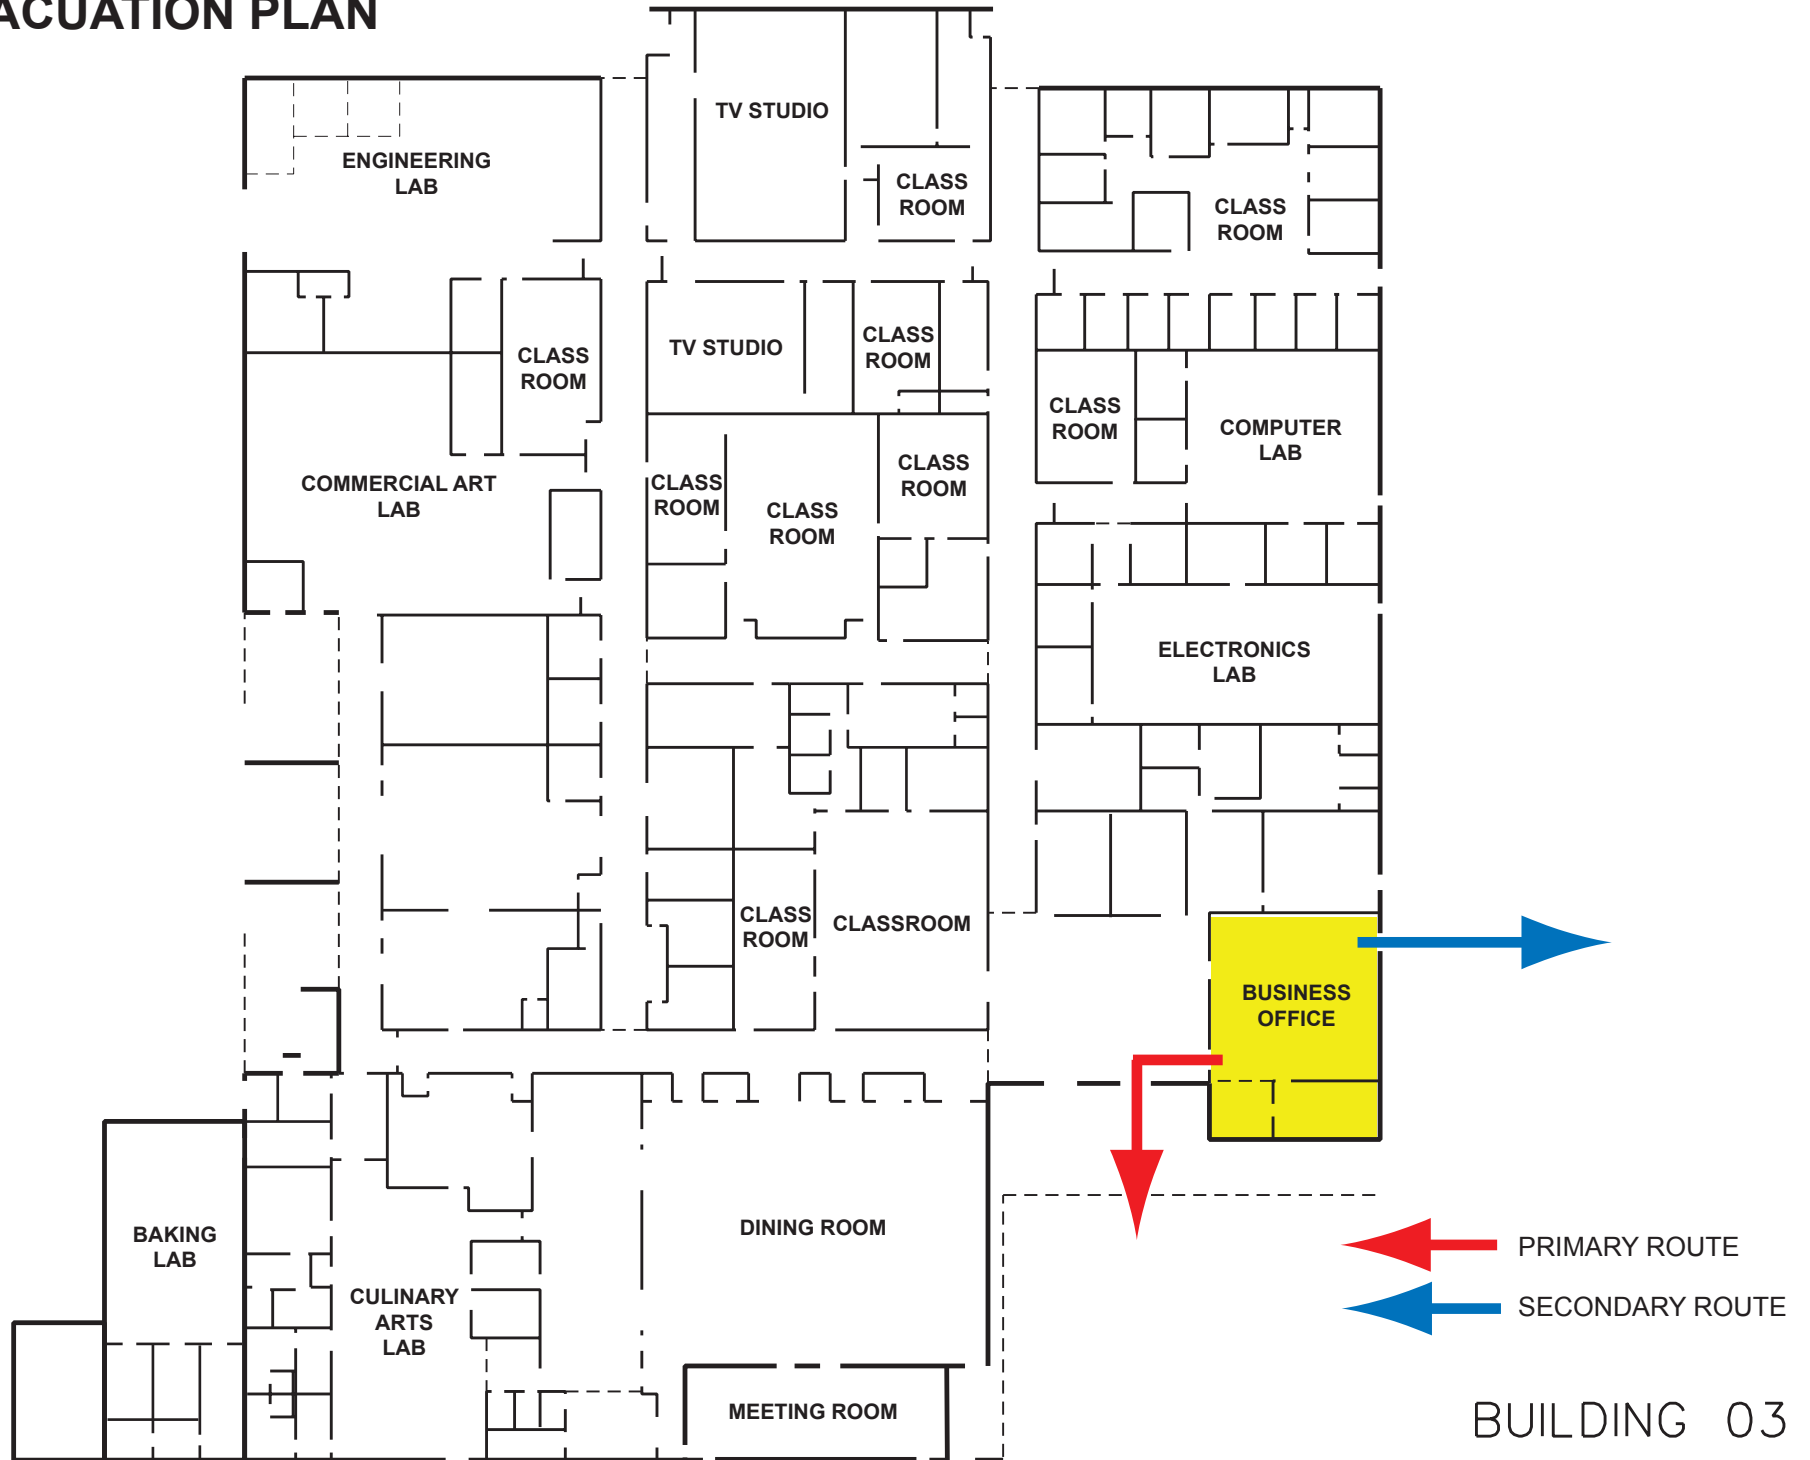 ACUATION PLAN
TV STUDIO
ENGINEERING
LAB
CLASS
ROOM
CLASS
ROOM
TV STUDIO
CLASS
ROOM
CLASS
ROOM
CLASS
ROOM
COMPUTER
LAB
COMMERCIAL ART
LAB
CLASS
ROOM
CLASS
ROOM
CLASS
ROOM
ELECTRONICS
LAB
CLASS
ROOM
CLASSROOM
BUSINESS
OFFICE
BAKING
LAB
DINING ROOM
CULINARY
ARTS
LAB
MEETING ROOM
PRIMARY ROUTE
SECONDARY ROUTE
BUILDING 03